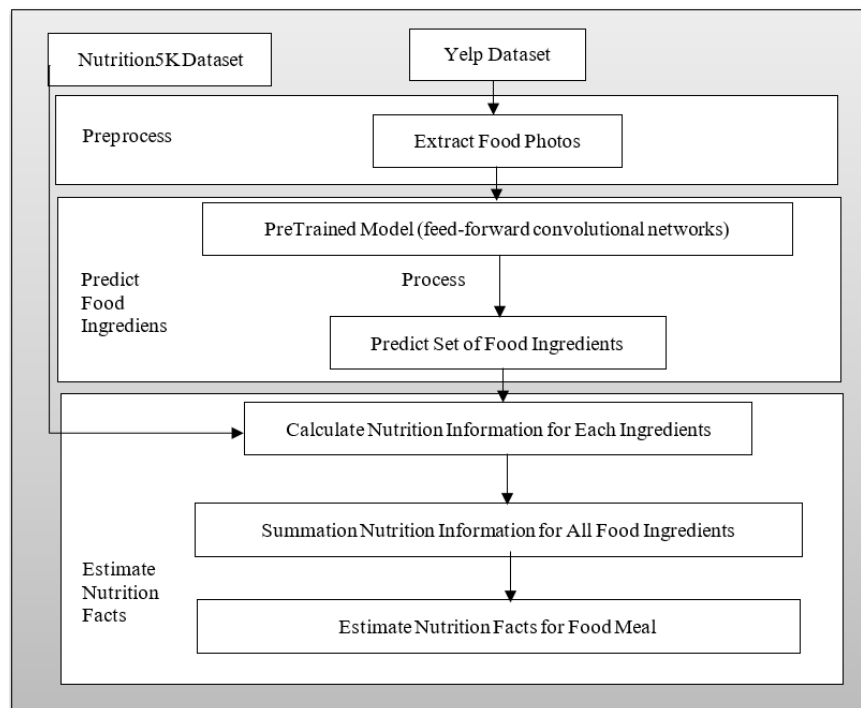 Nutrition5K Dataset
Yelp Dataset
Preprocess
Extract Food Photos
PreTrained Model (feed-forward convolutional networks)
Process
Predict
Food
Ingrediens
Predict Set of Food Ingredients
Calculate Nutrition Information for Each Ingredients
Summation Nutrition Information for All Food Ingredients
Estimate
Nutrition
Facts
Estimate Nutrition Facts for Food Meal